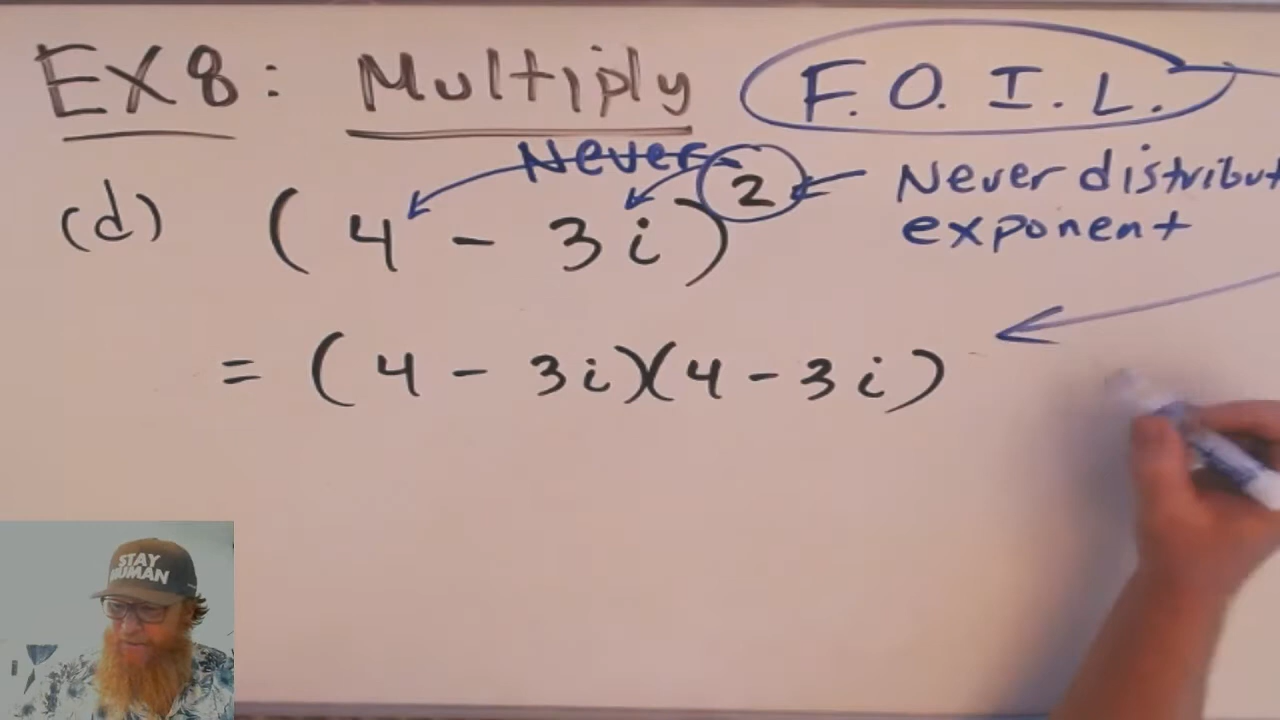 EX8: Multiply F.O.I.L.
Never
(d) (4 - 3i)² Never distribut
exponent
= (4 - 3i)(4 - 3i)
STAY
HUMAN